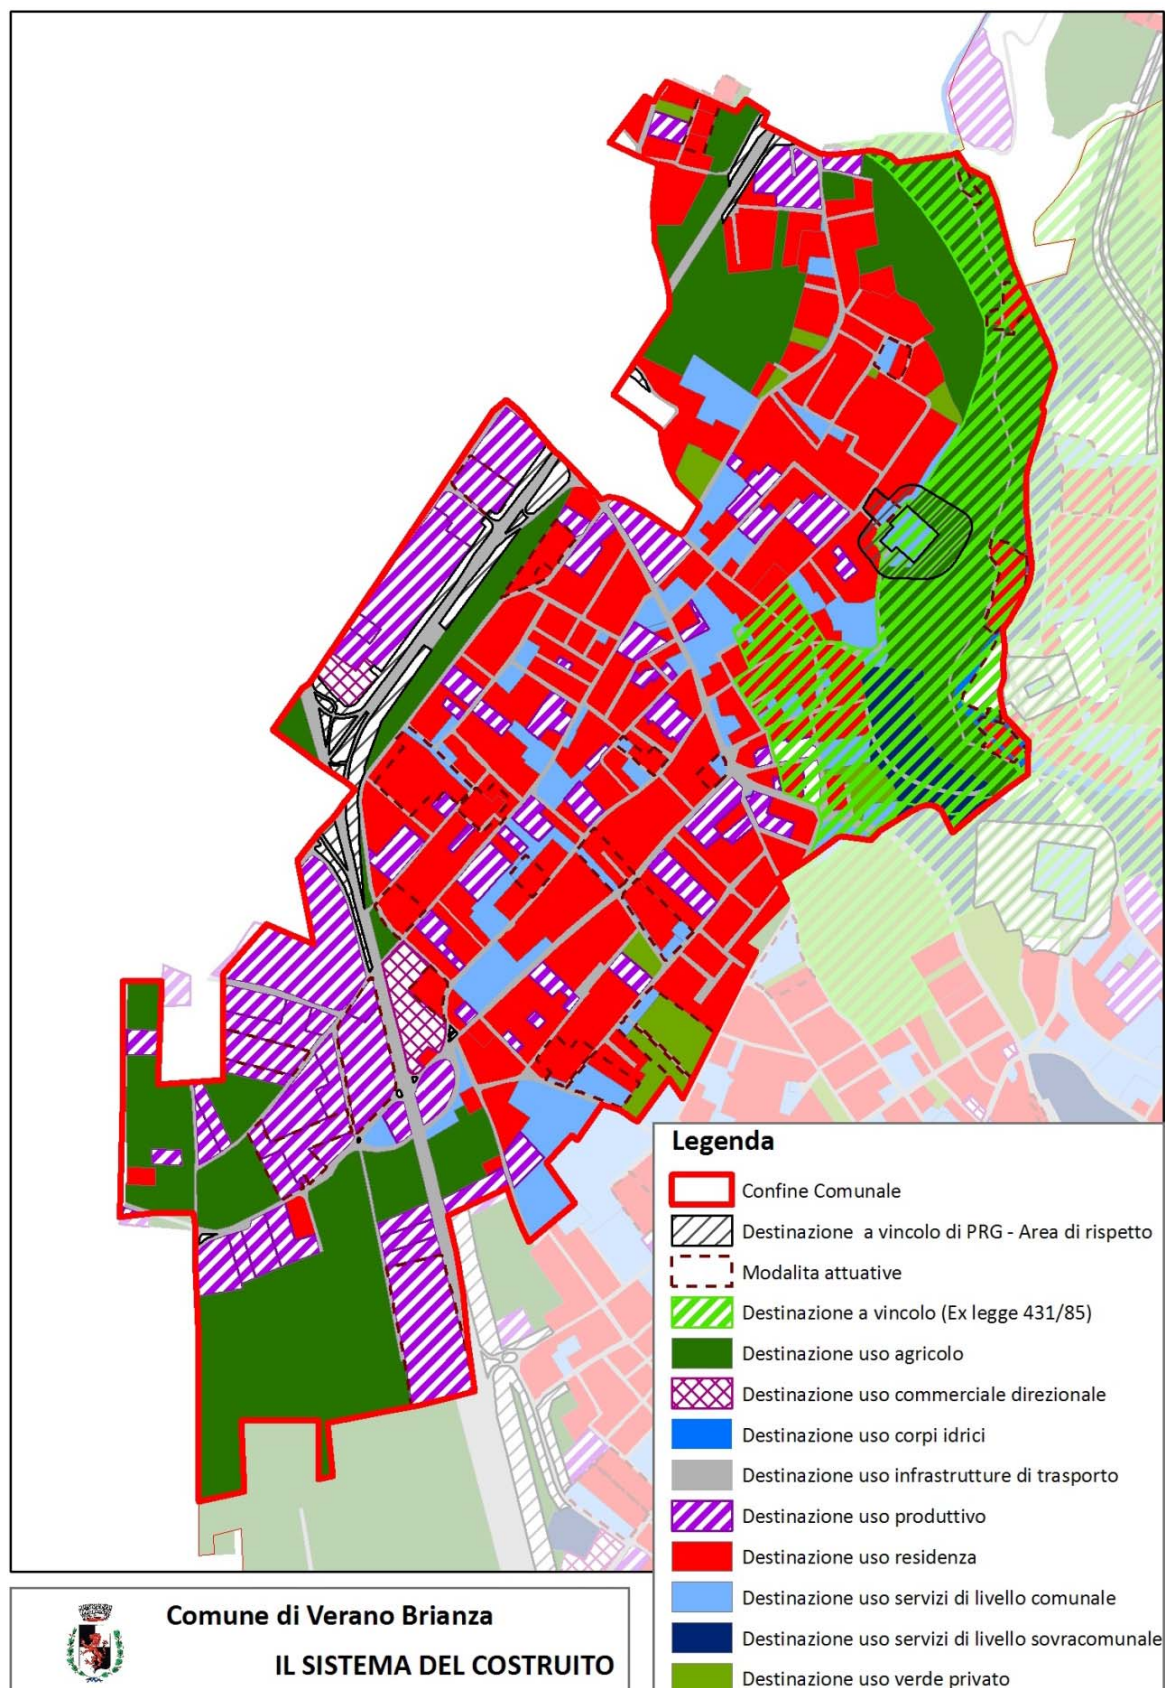 Legenda
Confine Comunale
Destinazione a vincolo di PRG - Area di rispetto
Modalita attuative
Destinazione a vincolo (Ex legge 431/85)
Destinazione uso agricolo
Destinazione uso commerciale direzionale
Destinazione uso corpi idrici
Destinazione uso infrastrutture di trasporto
Destinazione uso produttivo
Destinazione uso residenza
Destinazione uso servizi di livello comunale
Destinazione uso servizi di livello sovracomunale
Destinazione uso verde privato
Comune di Verano Brianza
IL SISTEMA DEL COSTRUITO